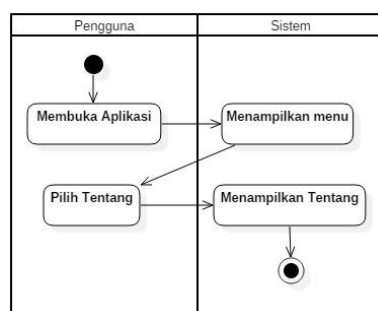 Pengguna
Sistem
Membuka Aplikasi
Menampilkan menu
Pilih Tentang
Menampilkan Tentang